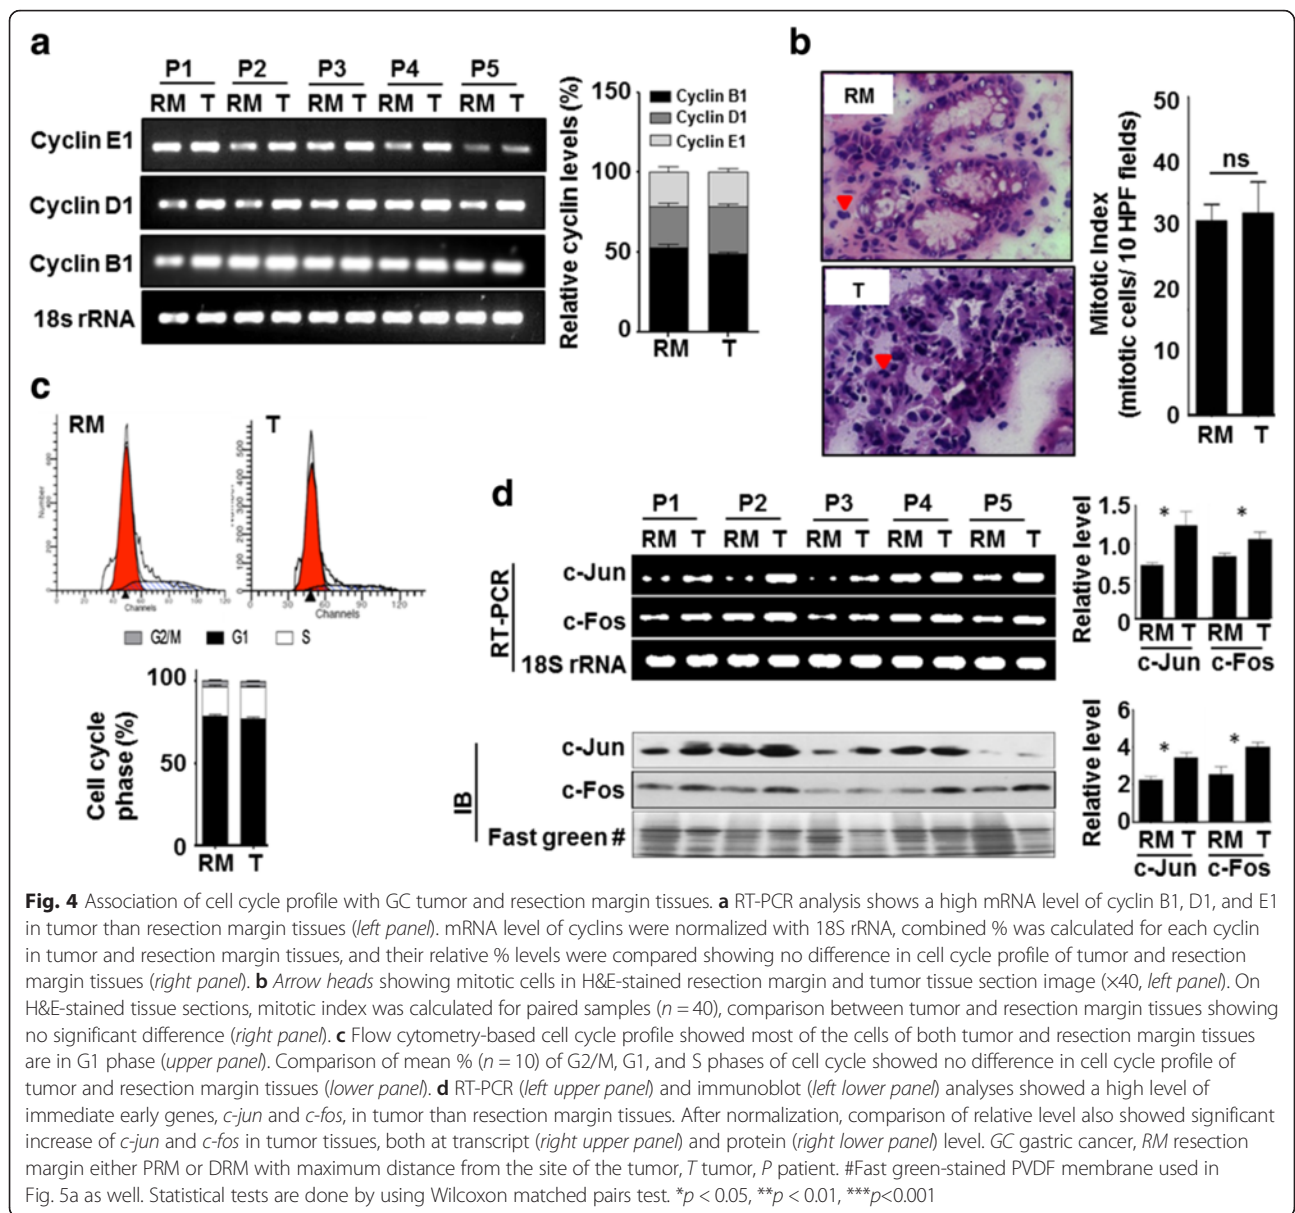 a
P1 P2 P3 P4 P5
RM T RM T RM T RM T RM T
Cyclin E1
Cyclin D1
Cyclin B1
18s rRNA
Relative cyclin levels (%)
150
100
50
0
Cyclin B1
Cyclin D1
Cyclin E1
RM T
b
RM
T
Mitotic Index
(mitotic cells/ 10 HPF fields)
50
40
30
20
10
0
ns
RM T
c
RM
Number
Channels
T
500
400
300
200
100
0
0 30 60 90 120
Channels
G2/M G1 S
Cell cycle
phase (%)
100
50
0
RM T
d
P1 P2 P3 P4 P5
RM T RM T RM T RM T RM T
RT-PCR
c-Jun
c-Fos
18S rRNA
Relative level
1.5
1.0
0.5
0
* *
RM T RM T
c-Jun c-Fos
IB
c-Jun
c-Fos
Fast green #
Relative level
6
4
2
0
* *
RM T RM T
c-Jun c-Fos
Fig. 4 Association of cell cycle profile with GC tumor and resection margin tissues. a RT-PCR analysis shows a high mRNA level of cyclin B1, D1, and E1
in tumor than resection margin tissues (left panel). mRNA level of cyclins were normalized with 18S rRNA, combined % was calculated for each cyclin
in tumor and resection margin tissues, and their relative % levels were compared showing no difference in cell cycle profile of tumor and resection
margin tissues (right panel). b Arrow heads showing mitotic cells in H&E-stained resection margin and tumor tissue section image (×40, left panel). On
H&E-stained tissue sections, mitotic index was calculated for paired samples (n = 40), comparison between tumor and resection margin tissues showing
no significant difference (right panel). c Flow cytometry-based cell cycle profile showed most of the cells of both tumor and resection margin tissues
are in G1 phase (upper panel). Comparison of mean % (n = 10) of G2/M, G1, and S phases of cell cycle showed no difference in cell cycle profile of
tumor and resection margin tissues (lower panel). d RT-PCR (left upper panel) and immunoblot (left lower panel) analyses showed a high level of
immediate early genes, c-jun and c-fos, in tumor than resection margin tissues. After normalization, comparison of relative level also showed significant
increase of c-jun and c-fos in tumor tissues, both at transcript (right upper panel) and protein (right lower panel) level. GC gastric cancer, RM resection
margin either PRM or DRM with maximum distance from the site of the tumor, T tumor, P patient. #Fast green-stained PVDF membrane used in
Fig. 5a as well. Statistical tests are done by using Wilcoxon matched pairs test. *p < 0.05, **p < 0.01, ***p<0.001